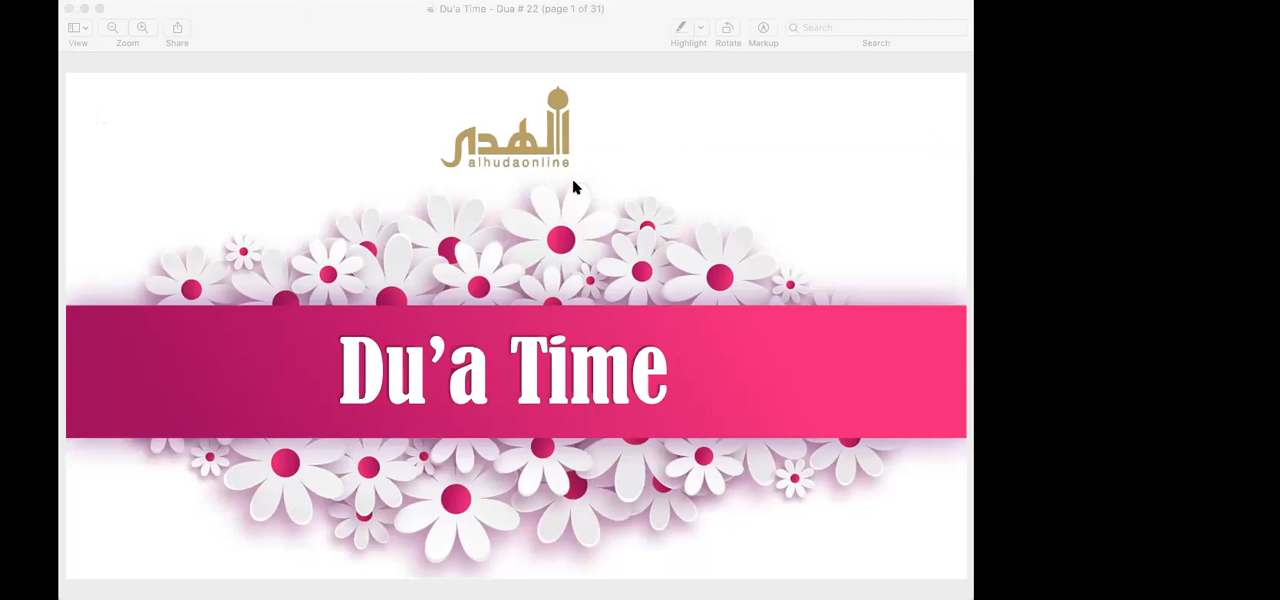 Du'a Time - Dua # 22 (page 1 of 31)
Search
View Zoom Share Highlight Rotate Markup Search
الهدى
alhudaonline
Du’a Time